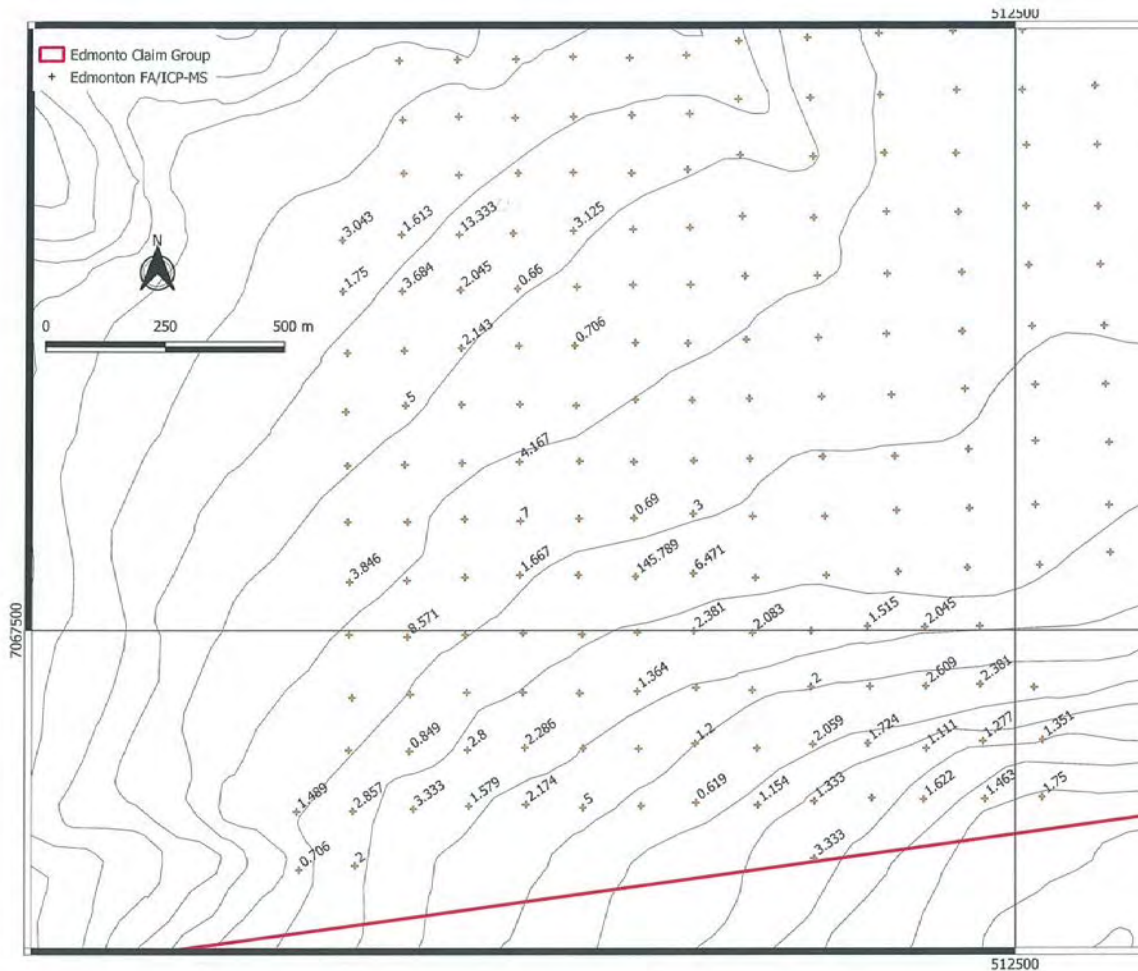 512500
Edmonto Claim Group
Edmonton FA/ICP-MS
3.043 1.613 13.333 3.125
N
1.75 3.684 2.045 0.66
0 250 500 m
2.143 0.706
5
4.167
7 0.69 3
3.846 1.667 145.789 6.471
7067500
8.571 2.381 2.083 1.515 2.045
1.364 2 2.609 2.381
0.849 2.8 2.286 1.2 2.059 1.724 1.111 1.277 1.351
1.489 2.857 3.333 1.579 2.174 5 0.619 1.154 1.333 1.622 1.463 1.75
0.706 2 3.333
512500